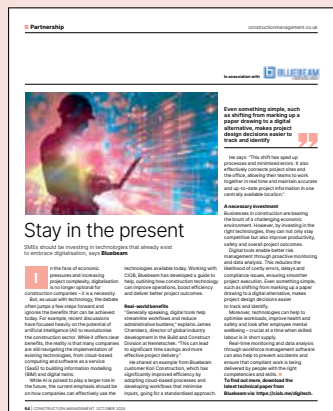 Partnership
constructionmanagement.co.uk
In association with
BLUEBEAM
Even something simple, such
as shifting from marking up a
paper drawing to a digital
alternative, makes project
design decisions easier to
track and identify
Stay in the present
SMEs should be investing in technologies that already exist
to embrace digitalisation, says Bluebeam
In the face of economic
pressures and increasing
project complexity, digitalisation
is no longer optional for
construction companies – it is a necessity.
But, as usual with technology, the debate
often jumps a few steps forward and
ignores the benefits that can be achieved
today. For example, recent discussions
have focused heavily on the potential of
artificial intelligence (AI) to revolutionise
the construction sector. While it offers clear
benefits, the reality is that many companies
are still navigating the implementation of
existing technologies, from cloud-based
computing and software as a service
(SaaS) to building information modelling
(BIM) and digital twins.
While AI is poised to play a larger role in
the future, the current emphasis should be
on how companies can effectively use the
technologies available today. Working with
CIOB, Bluebeam has developed a guide to
help, outlining how construction technology
can improve operations, boost efficiency
and deliver better project outcomes.
Real-world benefits
"Generally speaking, digital tools help
streamline workflows and reduce
administrative burdens," explains James
Chambers, director of global industry
development in the Build and Construct
Division at Nemetschek. "This can lead
to significant time savings and more
effective project delivery."
He shared an example from Bluebeam
customer Kori Construction, which has
significantly improved efficiency by
adopting cloud-based processes and
developing workflows that minimise
inputs, going for a standardised approach.
He says: "This shift has sped up
processes and minimised errors. It also
effectively connects project sites and
the office, allowing their teams to work
together in real time and maintain accurate
and up-to-date project information in one
centrally available location."
A necessary investment
Businesses in construction are bearing
the brunt of a challenging economic
environment. However, by investing in the
right technologies, they can not only stay
competitive but also improve productivity,
safety and overall project outcomes.
Digital tools enable better risk
management through proactive monitoring
and data analysis. This reduces the
likelihood of costly errors, delays and
compliance issues, ensuring smoother
project execution. Even something simple,
such as shifting from marking up a paper
drawing to a digital alternative, makes
project design decisions easier
to track and identify.
Moreover, technologies can help to
optimise workloads, improve health and
safety and look after employee mental
wellbeing – crucial at a time when skilled
labour is in short supply.
Real-time monitoring and data analysis
through workforce management software
can also help to prevent accidents and
ensure that compliant work is being
delivered by people with the right
competencies and skills.
To find out more, download the
latest technical paper from
Bluebeam via: https://ciob.me/digitech.
64 CONSTRUCTION MANAGEMENT OCTOBER 2024